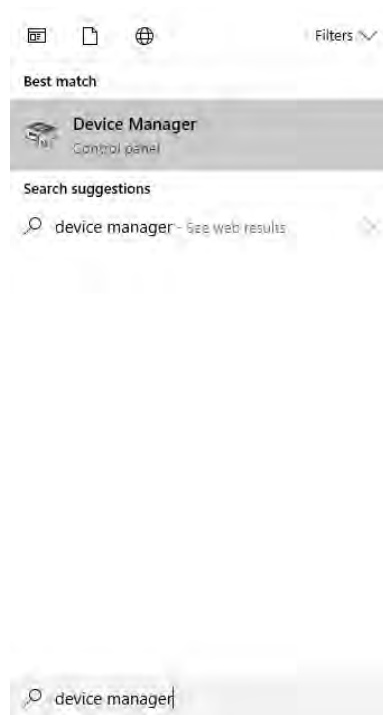 Filters
Best match
Device Manager
Control panel
Search suggestions
device manager - See web results
device manager